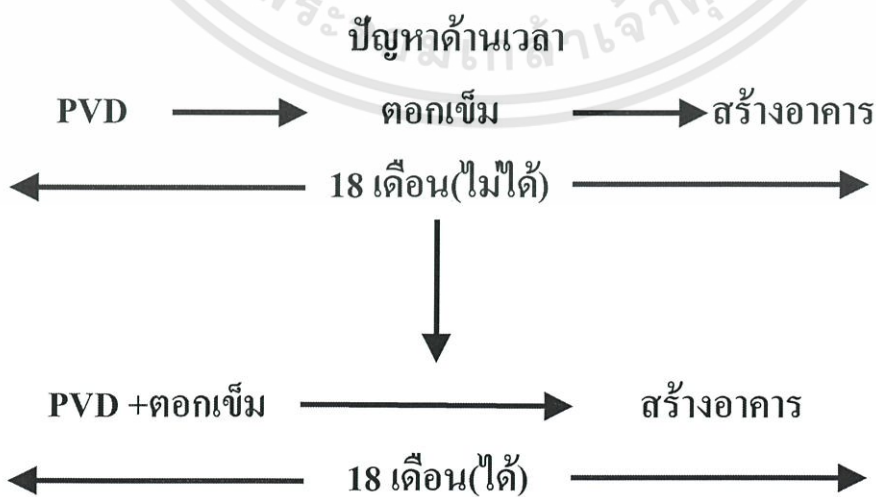 ปัญหาด้านเวลา
PVD ตอกเข็ม สร้างอาคาร
18 เดือน(ไม่ได้)
PVD +ตอกเข็ม สร้างอาคาร
18 เดือน(ได้)